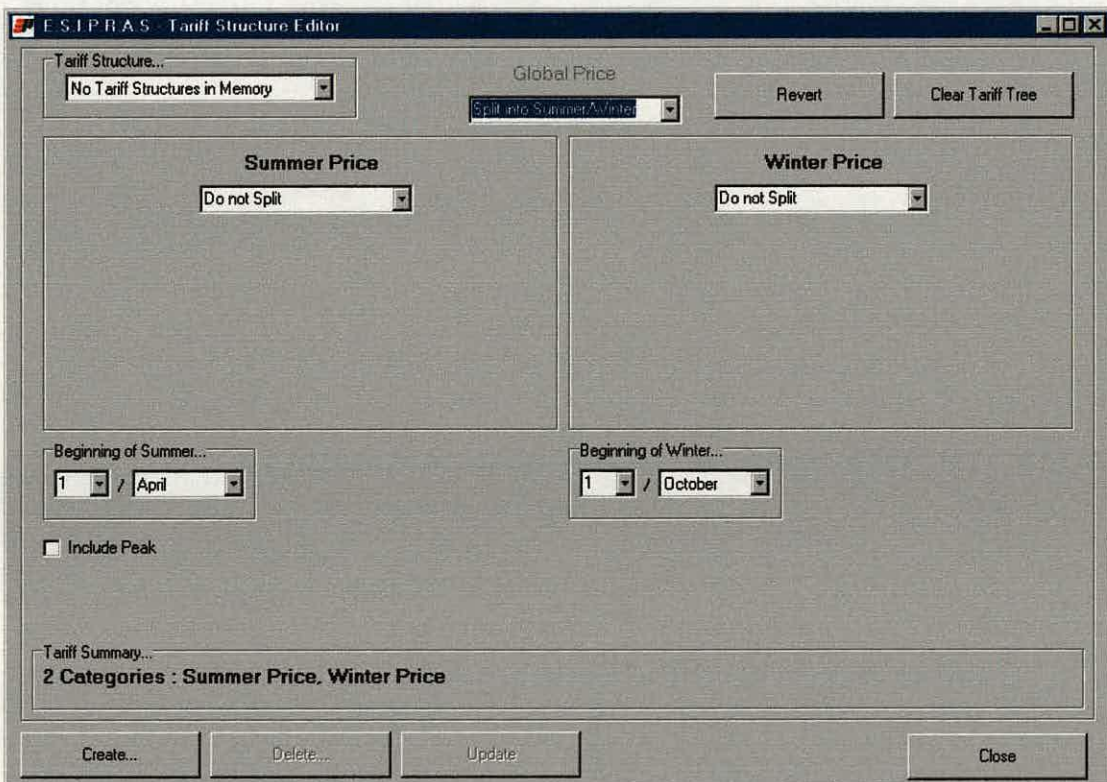 E.S.I.P.R.A.S - Tariff Structure Editor
Tariff Structure...
No Tariff Structures in Memory
Global Price
Split into Summer/Winter
Revert
Clear Tariff Tree
Summer Price
Do not Split
Winter Price
Do not Split
Beginning of Summer...
1 / April
Beginning of Winter...
1 / October
Include Peak
Tariff Summary...
2 Categories : Summer Price, Winter Price
Create...
Delete...
Update
Close